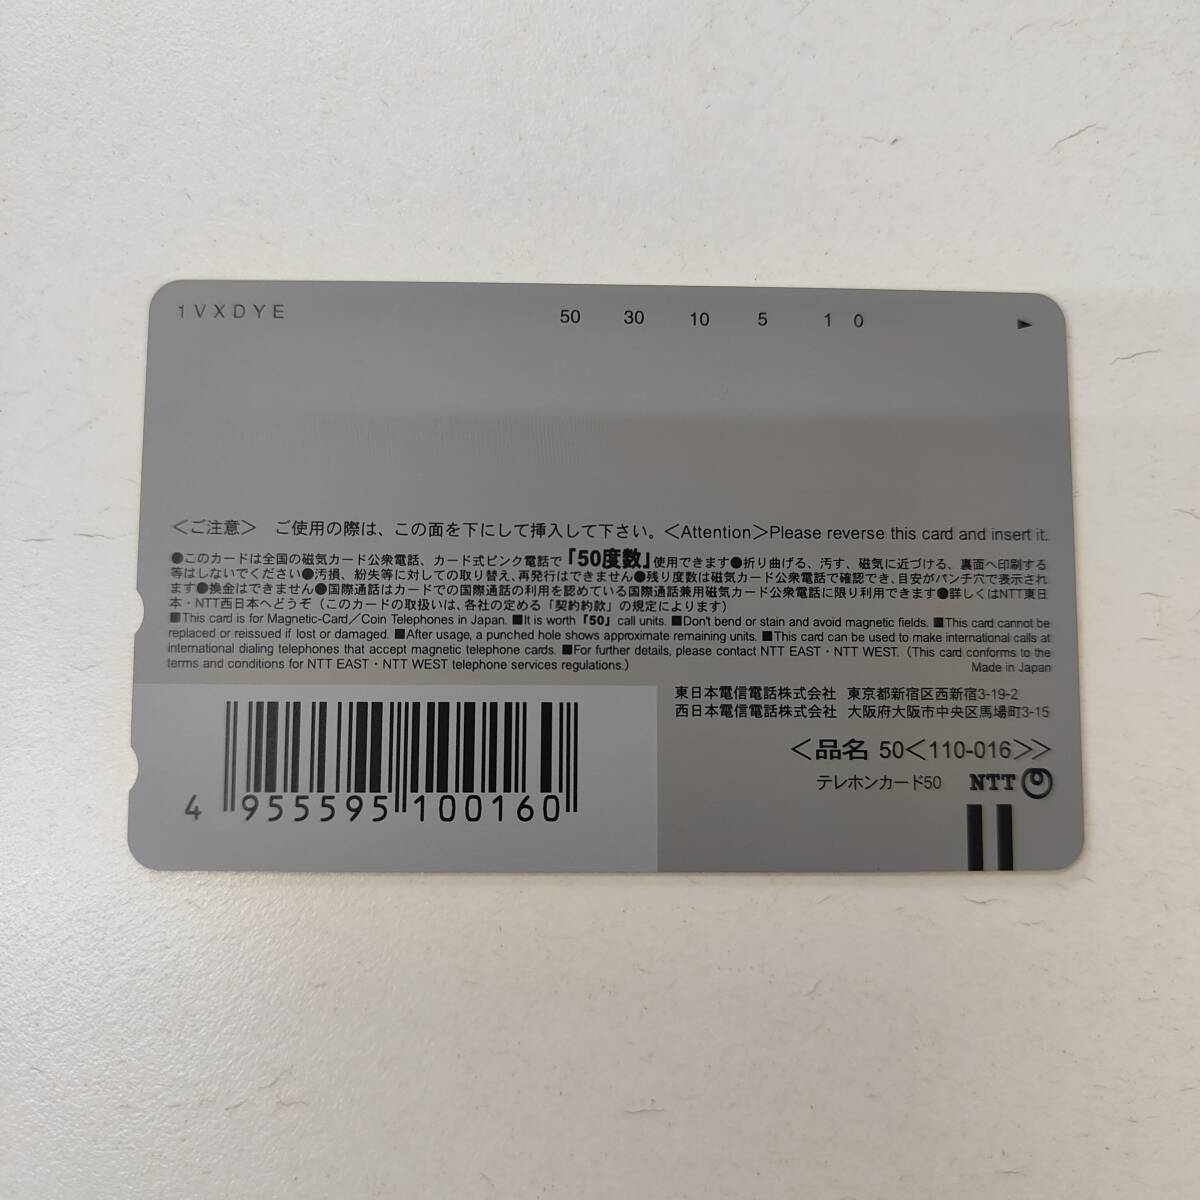 1VXDYE
50 30 10 5 1 0 ►
＜ご注意＞ ご使用の際は、この面を下にして挿入して下さい。＜Attention＞Please reverse this card and insert it.
●このカードは全国の磁気カード公衆電話、カード式ピンク電話で「50度数」使用できます●折り曲げる、汚す、磁気に近づける、裏面へ印刷する
等はしないでください●汚損、紛失等に対しての取り替え、再発行はできません●残り度数は磁気カード公衆電話で確認でき、目安がパンチ穴で表示され
ます●換金はできません●国際通話はカードでの国際通話の利用を認めている国際通話兼用磁気カード公衆電話に限り利用できます●詳しくはNTT東日
本・NTT西日本へどうぞ（このカードの取扱いは、各社の定める「契約約款」の規定によります）
■This card is for Magnetic-Card／Coin Telephones in Japan. ■It is worth「50」call units. ■Don't bend or stain and avoid magnetic fields. ■This card cannot be
replaced or reissued if lost or damaged. ■After usage, a punched hole shows approximate remaining units. ■This card can be used to make international calls at
international dialing telephones that accept magnetic telephone cards. ■For further details, please contact NTT EAST・NTT WEST.（This card conforms to the
terms and conditions for NTT EAST・NTT WEST telephone services regulations.）
Made in Japan
東日本電信電話株式会社 東京都新宿区西新宿3-19-2
西日本電信電話株式会社 大阪府大阪市中央区馬場町3-15
＜品名 50＜110-016＞＞
テレホンカード50 NTT
4 955595 100160